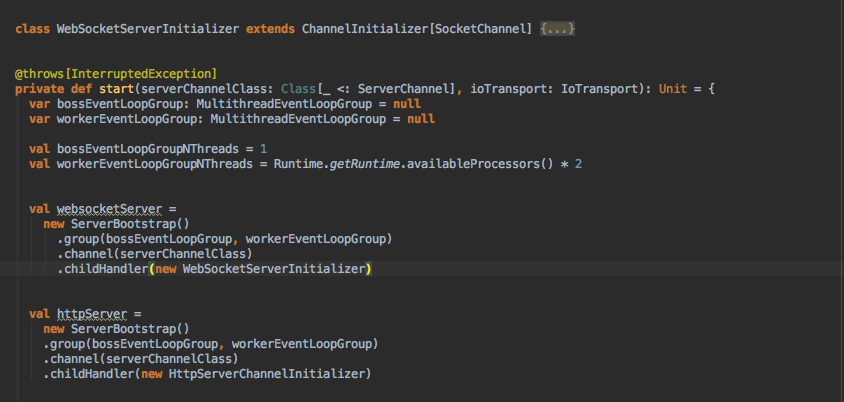 class WebSocketServerInitializer extends ChannelInitializer[SocketChannel] {...}
@throws[InterruptedException]
private def start(serverChannelClass: Class[_ <: ServerChannel], ioTransport: IoTransport): Unit = {
var bossEventLoopGroup: MultithreadEventLoopGroup = null
var workerEventLoopGroup: MultithreadEventLoopGroup = null
val bossEventLoopGroupNThreads = 1
val workerEventLoopGroupNThreads = Runtime.getRuntime.availableProcessors() * 2
val websocketServer =
new ServerBootstrap()
.group(bossEventLoopGroup, workerEventLoopGroup)
.channel(serverChannelClass)
.childHandler(new WebSocketServerInitializer)
val httpServer =
new ServerBootstrap()
.group(bossEventLoopGroup, workerEventLoopGroup)
.channel(serverChannelClass)
.childHandler(new HttpServerChannelInitializer)